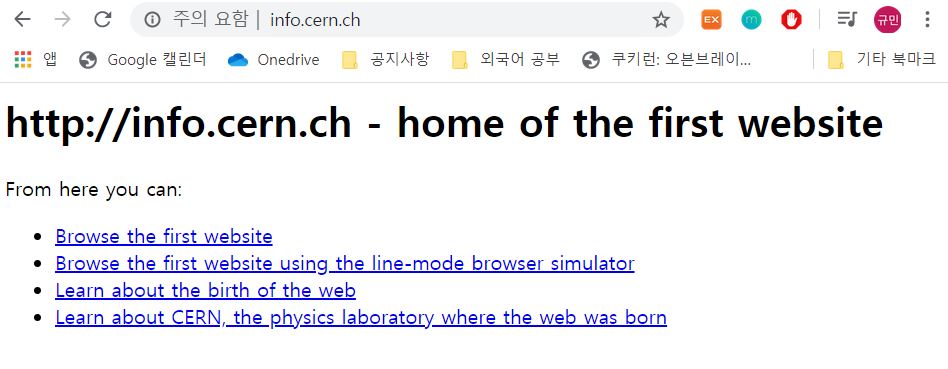 주의 요함 | info.cern.ch
EX
m
규민
앱 Google 캘린더 Onedrive 공지사항 외국어 공부 쿠키런: 오븐브레이... 기타 북마크
http://info.cern.ch - home of the first website
From here you can:
• Browse the first website
• Browse the first website using the line-mode browser simulator
• Learn about the birth of the web
• Learn about CERN, the physics laboratory where the web was born